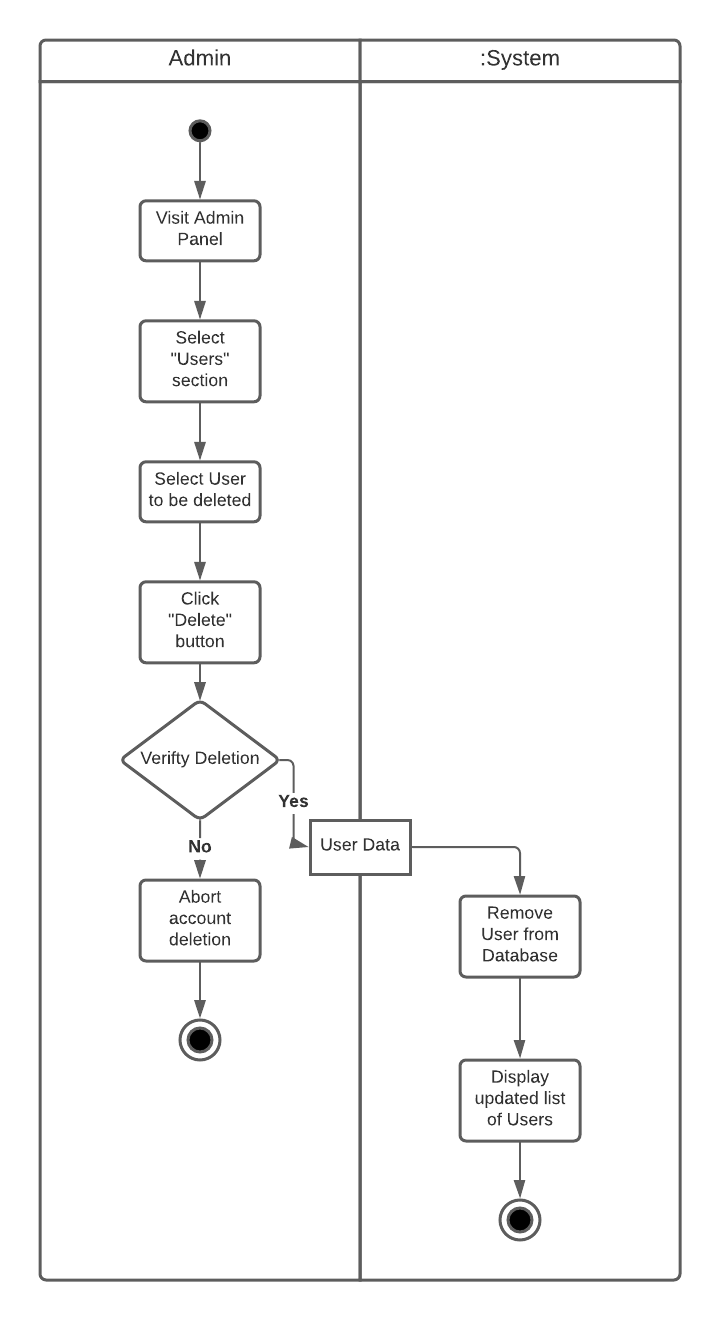 Admin
:System
Visit Admin
Panel
Select
"Users"
section
Select User
to be deleted
Click
"Delete"
button
Verifty Deletion
Yes
No
User Data
Abort
account
deletion
Remove
User from
Database
Display
updated list
of Users